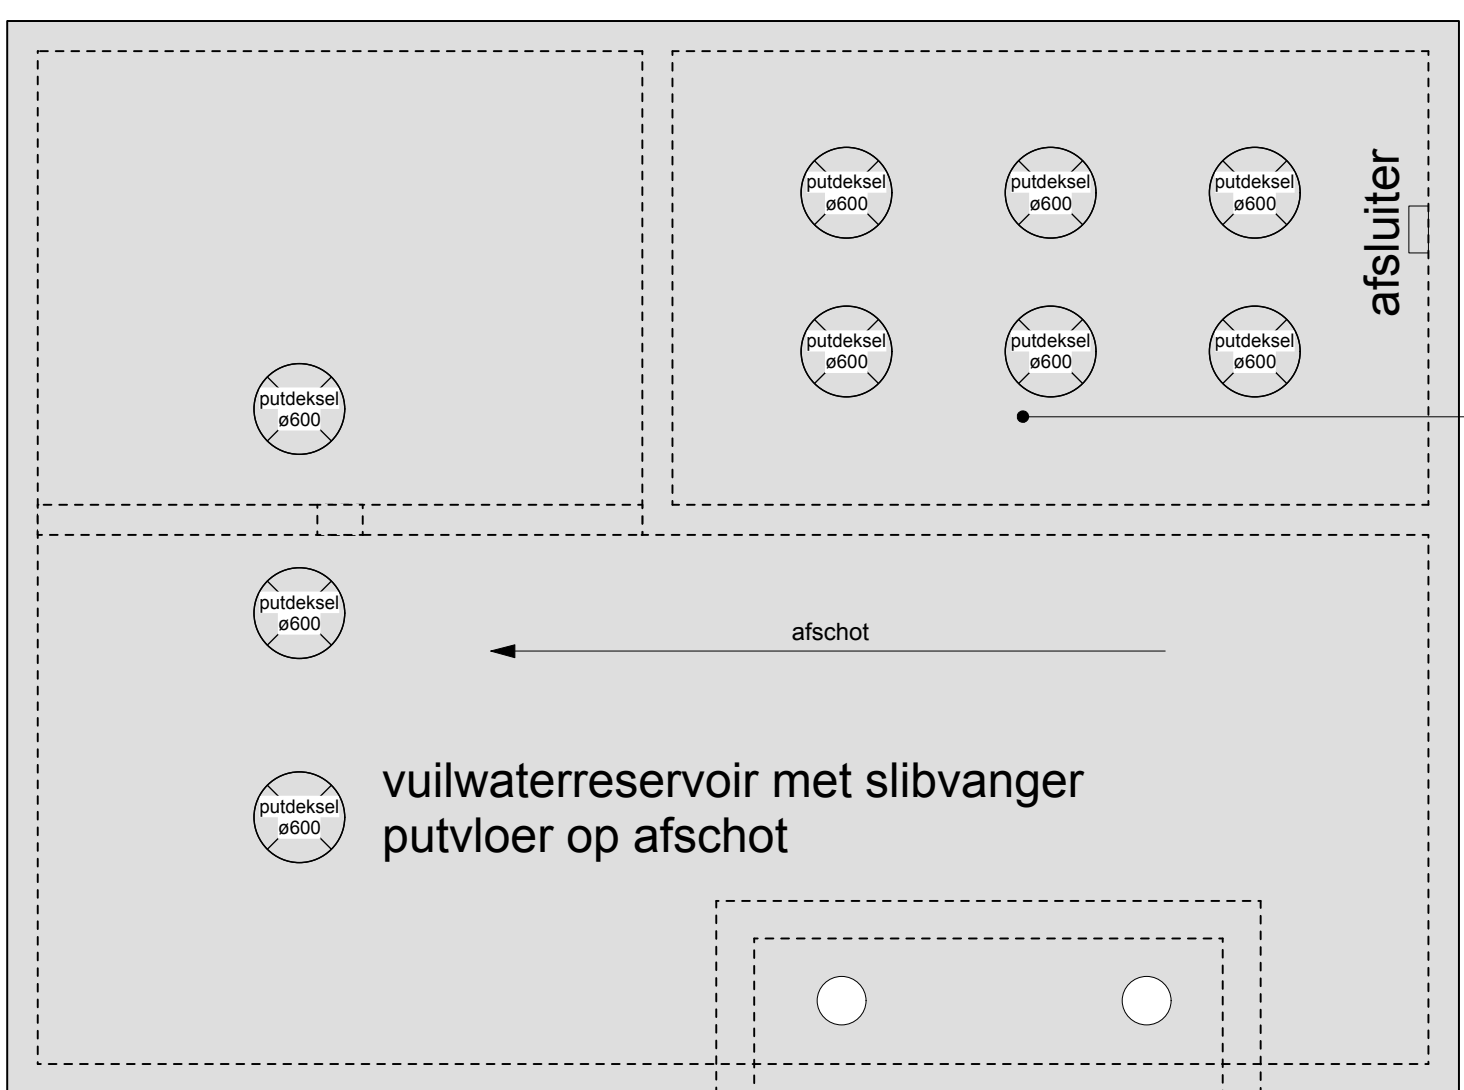 putdeksel
ø600
putdeksel
ø600
putdeksel
ø600
afsluiter
putdeksel
ø600
putdeksel
ø600
putdeksel
ø600
putdeksel
ø600
putdeksel
ø600
afschot
vuilwaterreservoir met slibvanger
putvloer op afschot
putdeksel
ø600